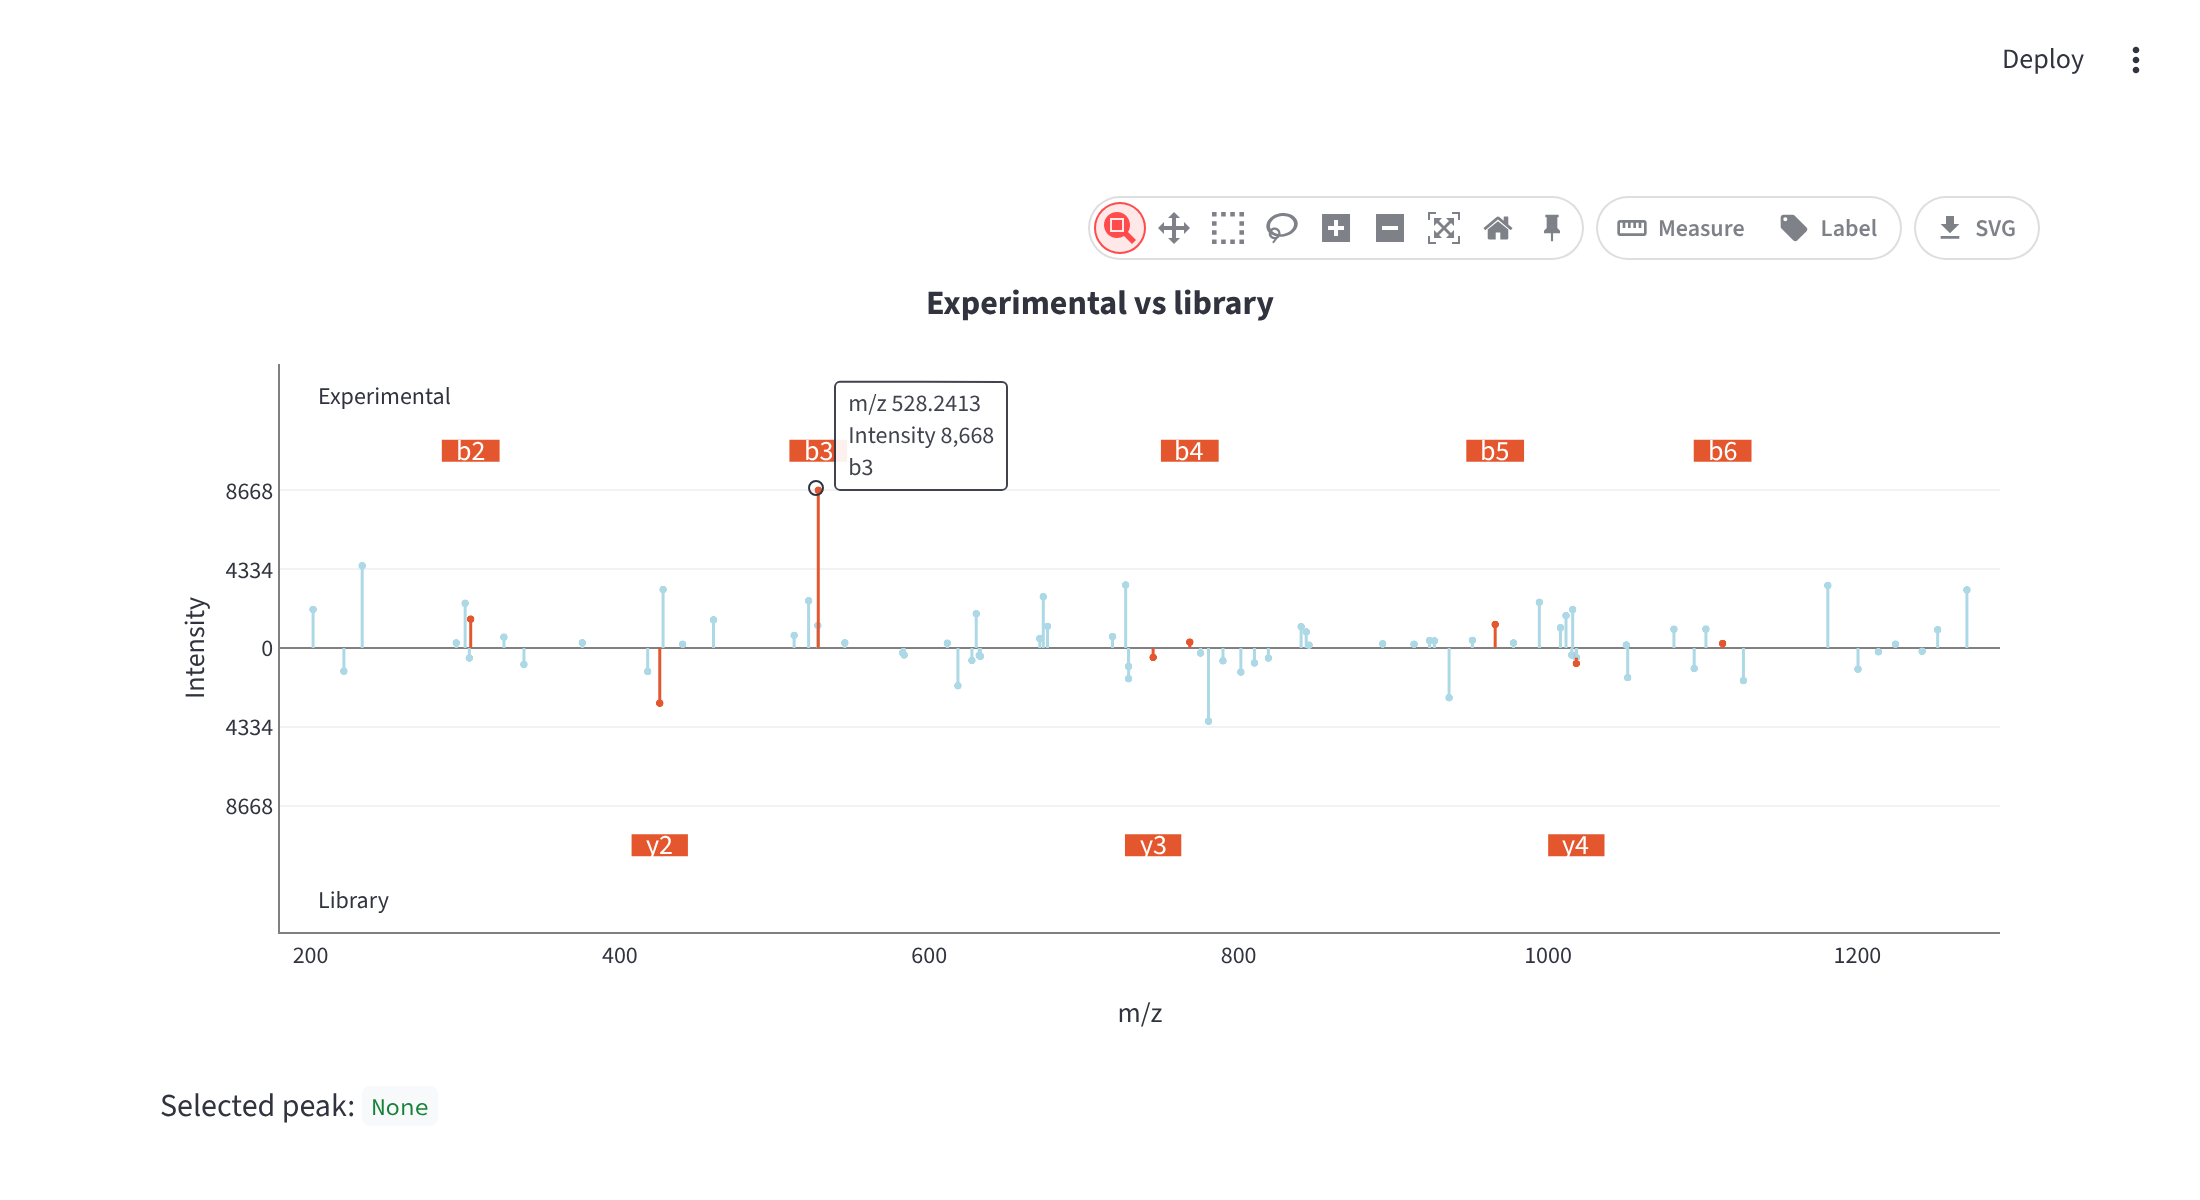 Deploy
Measure
Label
SVG
Experimental vs library
Experimental
m/z 528.2413
Intensity 8,668
b3
b2
b3
b4
b5
b6
8668
4334
0
4334
8668
Intensity
y2
y3
y4
Library
200
400
600
800
1000
1200
m/z
Selected peak: None